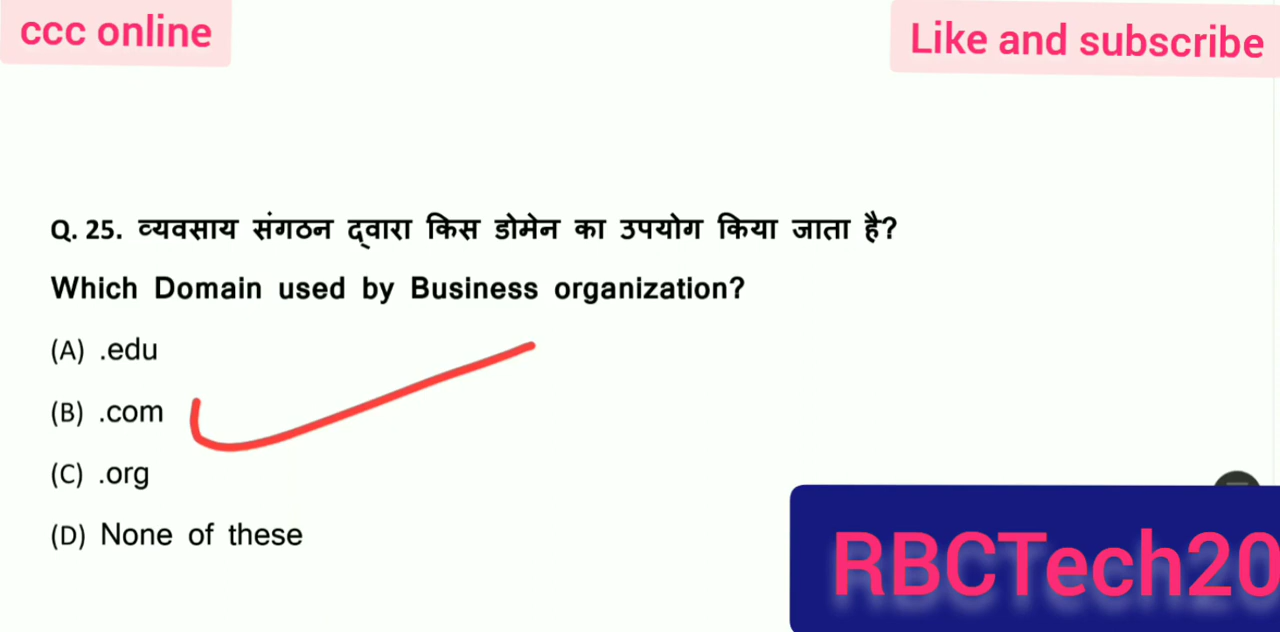 ccc online
Like and subscribe
Q. 25. व्यवसाय संगठन द्वारा किस डोमेन का उपयोग किया जाता है?
Which Domain used by Business organization?
(A) .edu
(B) .com
(C) .org
(D) None of these
RBCTech20